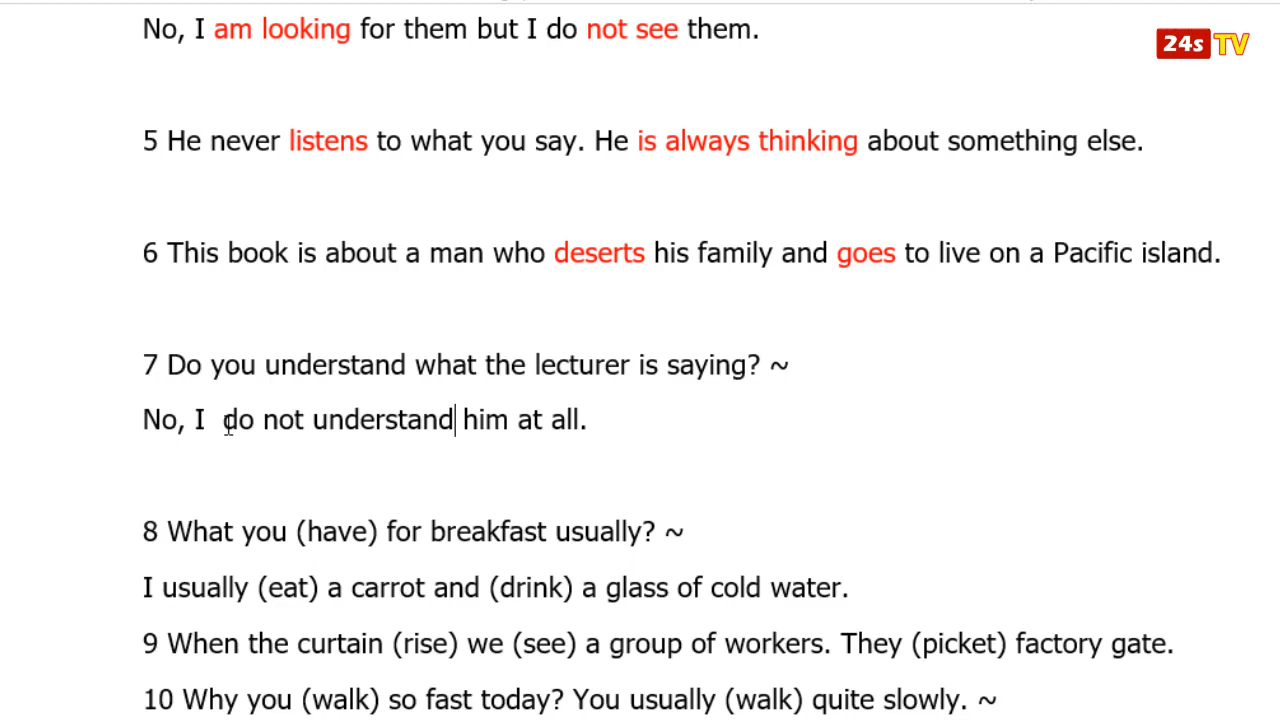 No, I am looking for them but I do not see them.
24s TV
5 He never listens to what you say. He is always thinking about something else.
6 This book is about a man who deserts his family and goes to live on a Pacific island.
7 Do you understand what the lecturer is saying? ~
No, I  do not understand him at all.
8 What you (have) for breakfast usually? ~
I usually (eat) a carrot and (drink) a glass of cold water.
9 When the curtain (rise) we (see) a group of workers. They (picket) factory gate.
10 Why you (walk) so fast today? You usually (walk) quite slowly. ~